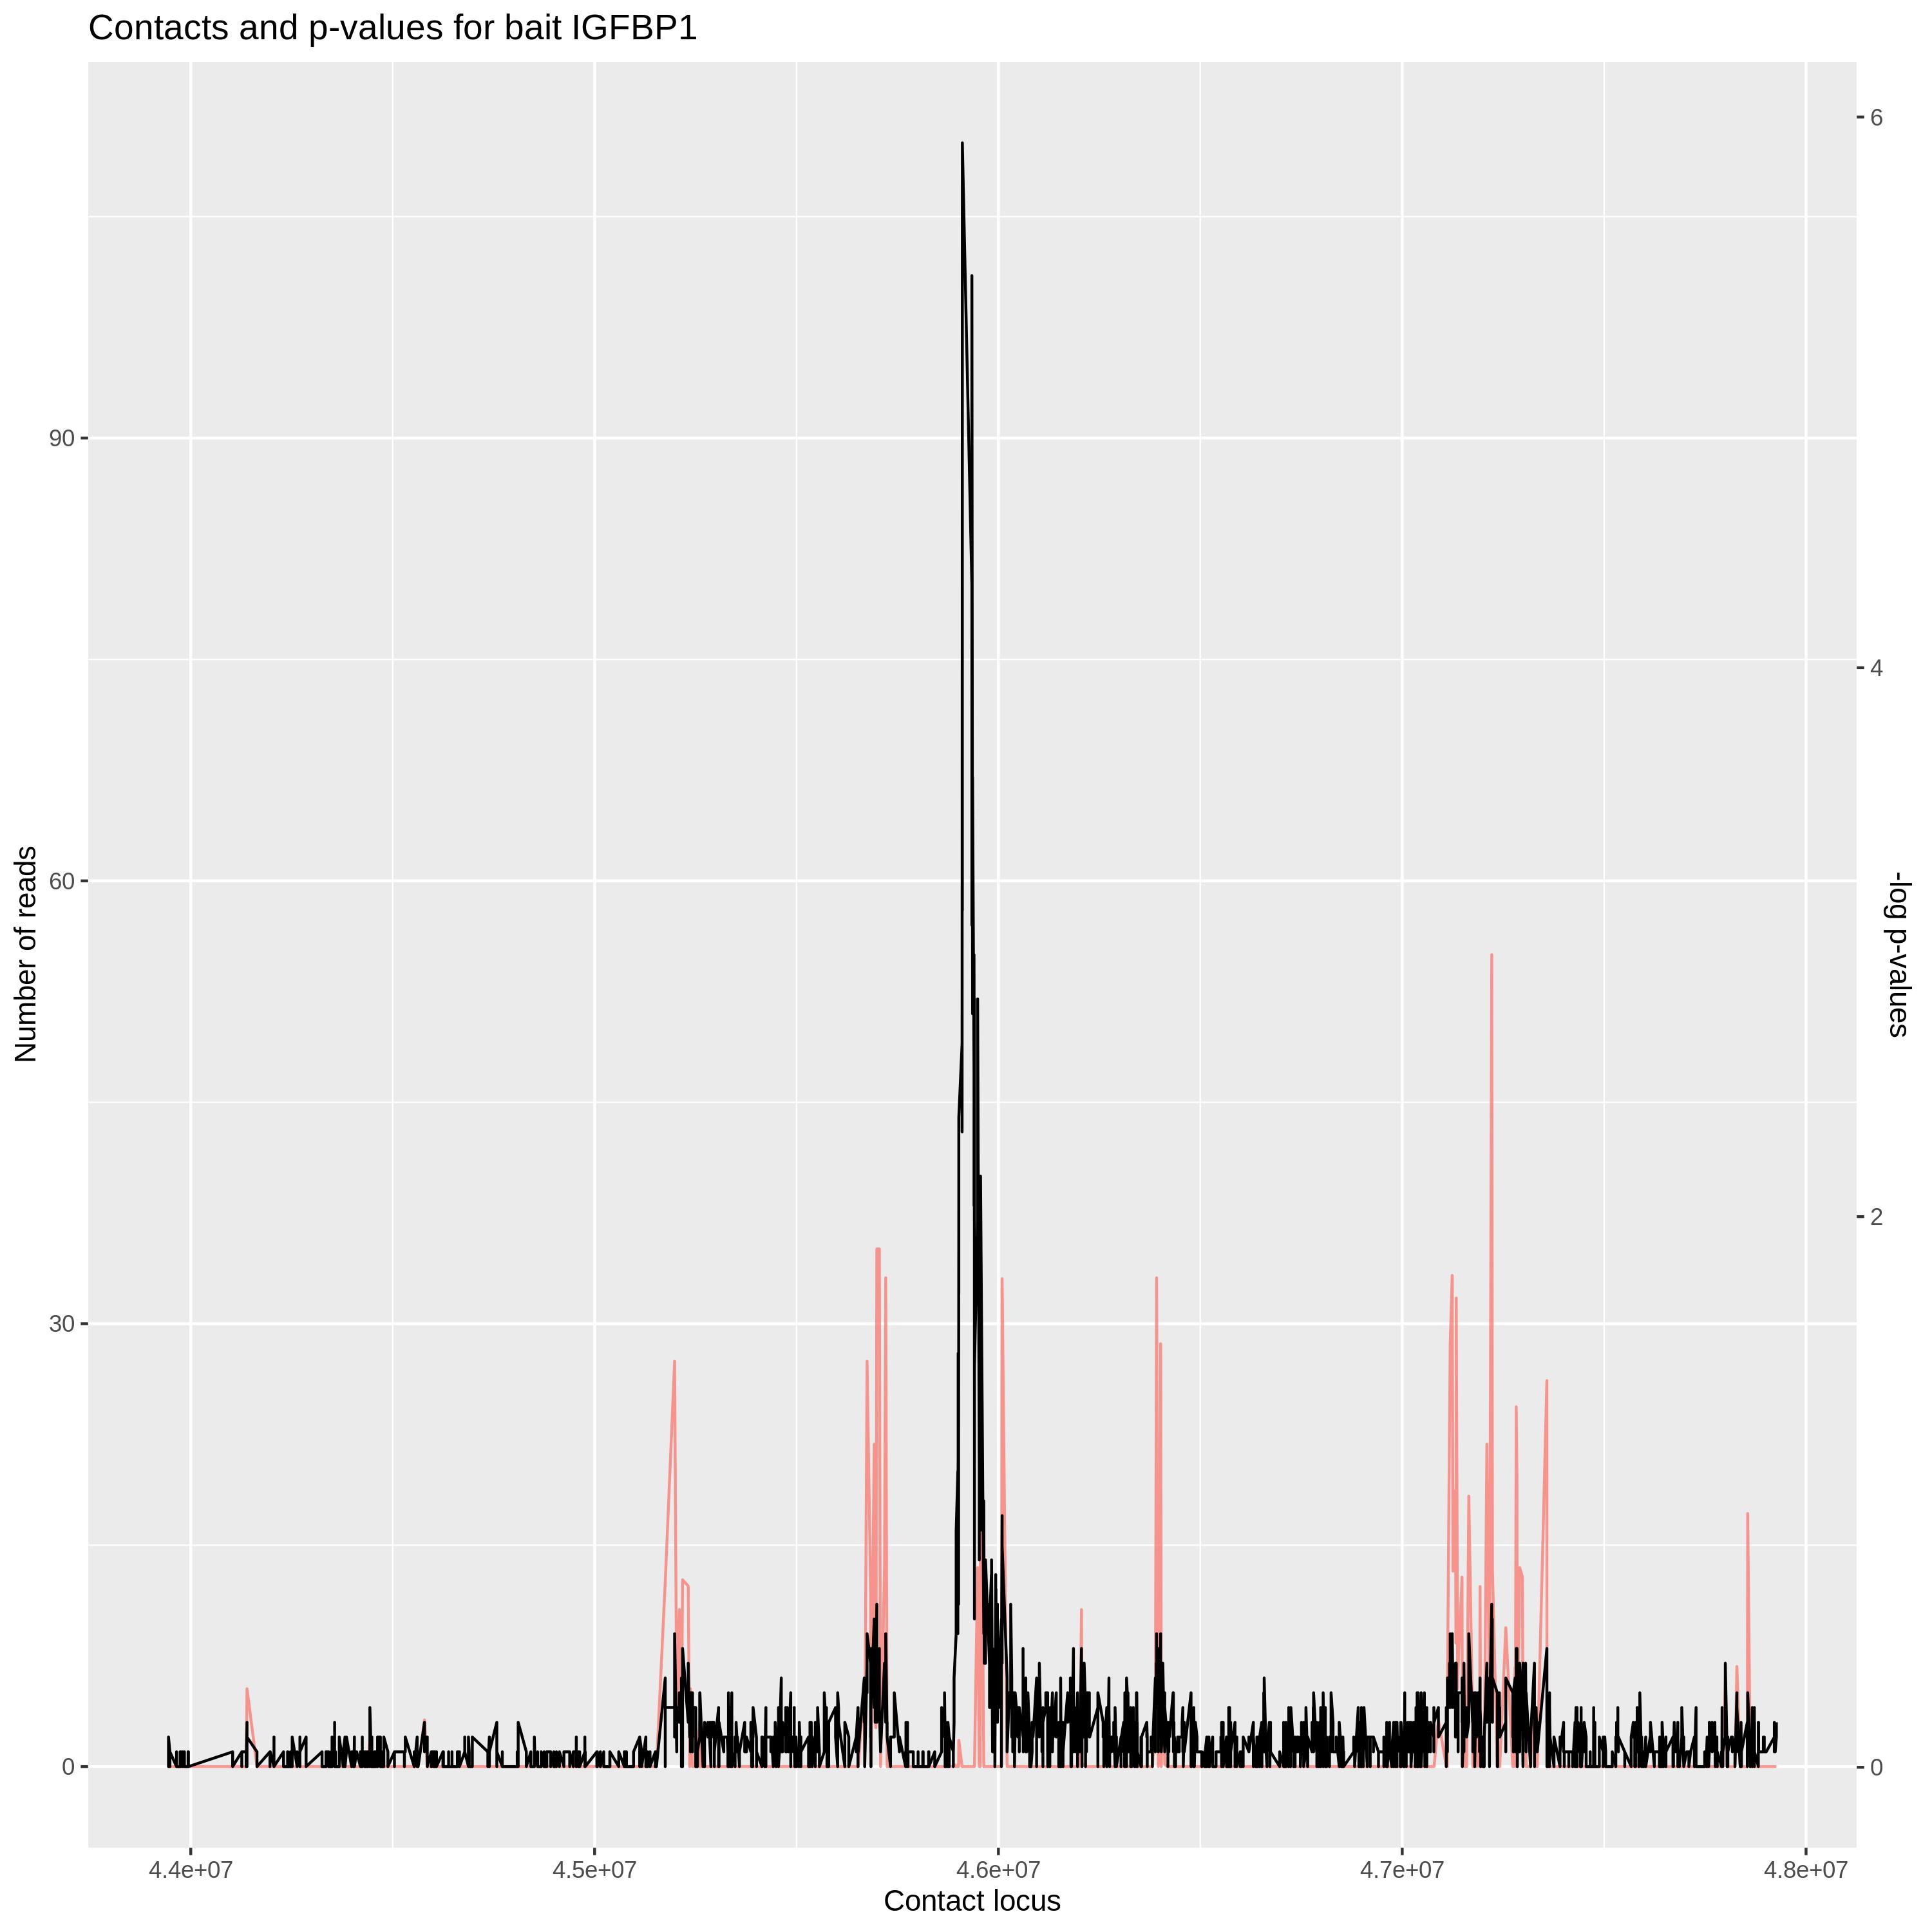 Contacts and p-values for bait IGFBP1
6
90
4
60
Number of reads
-log p-values
2
30
0
0
4.4e+07
4.5e+07
4.6e+07
4.7e+07
4.8e+07
Contact locus